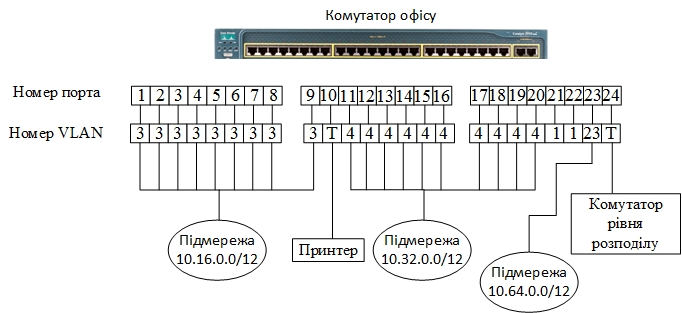 Комутатор офісу
Номер порта 1 2 3 4 5 6 7 8 9 10 11 12 13 14 15 16 17 18 19 20 21 22 23 24
Номер VLAN 3 3 3 3 3 3 3 3 3 T 4 4 4 4 4 4 4 4 4 4 1 1 23 T
Підмережа
10.16.0.0/12
Принтер
Підмережа
10.32.0.0/12
Підмережа
10.64.0.0/12
Комутатор
рівня
розподілу